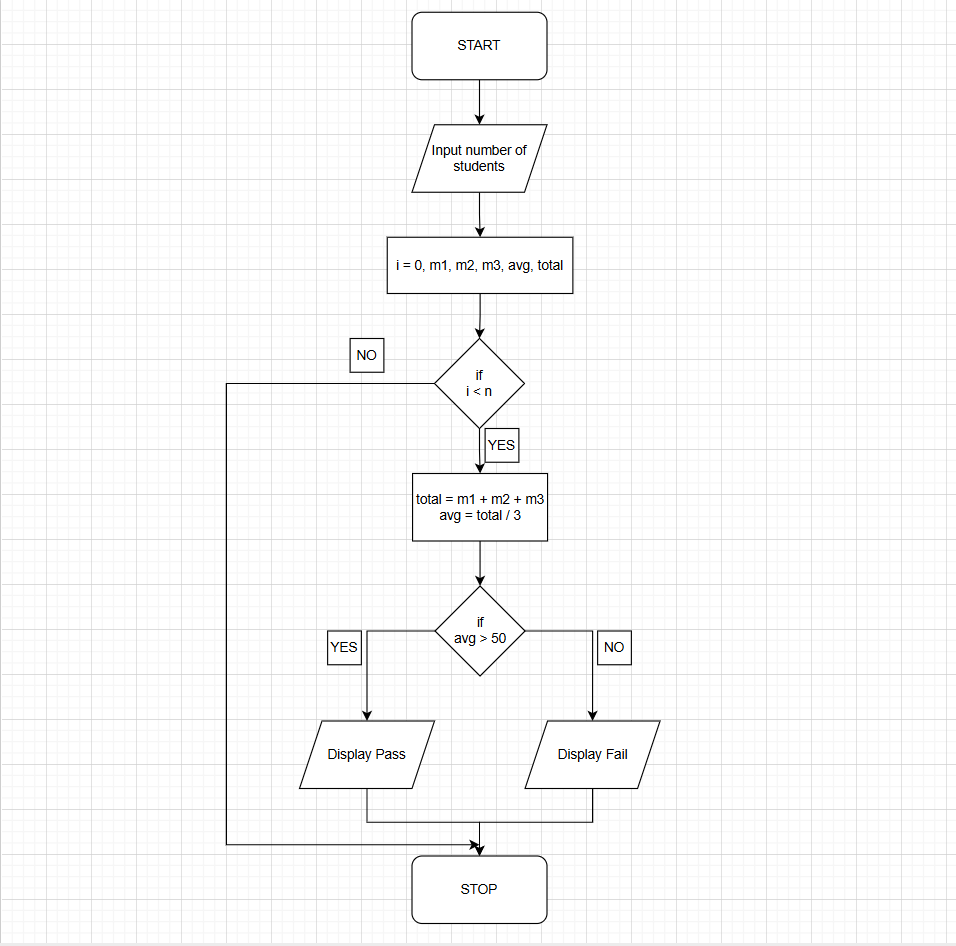 START
Input number of
students
i = 0, m1, m2, m3, avg, total
NO
if
i < n
YES
total = m1 + m2 + m3
avg = total / 3
if
avg > 50
YES
NO
Display Pass
Display Fail
STOP